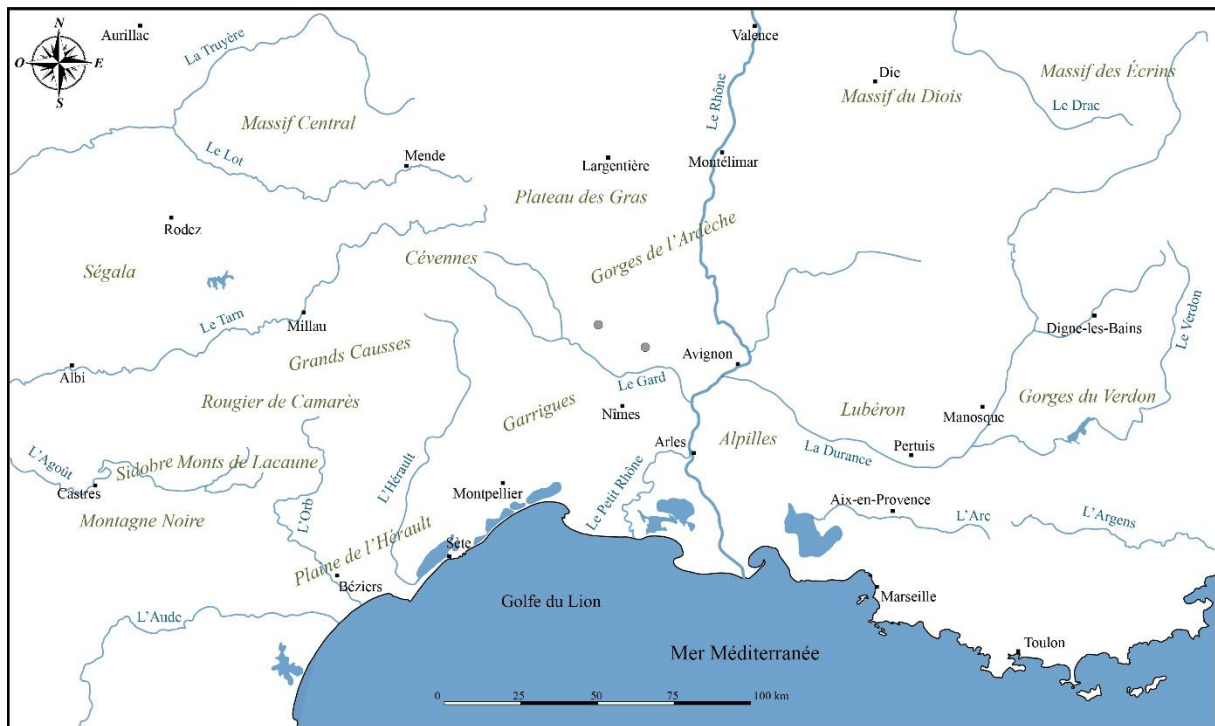 N
O
E
S
Aurillac
La Truyère
Valence
Die
Massif des Écrins
Massif du Diois
Le Drac
Le Rhône
Massif Central
Le Lot
Mende
Largentière
Montélimar
Plateau des Gras
Rodez
Gorges de l'Ardèche
Cévennes
Ségala
Le Verdon
Le Tarn
Millau
Digne-les-Bains
Grands Causses
Avignon
Albi
Le Gard
Rougier de Camarès
Garrigues
Nîmes
Lubéron
Manosque
Gorges du Verdon
Alpilles
Arles
La Durance
Pertuis
L'Agoût
Sidobre
Monts de Lacaune
Castres
L'Hérault
Montpellier
Le Petit Rhône
Aix-en-Provence
L'Arc
L'Argens
Montagne Noire
L'Orb
Plaine de l'Hérault
Sète
Béziers
Marseille
Golfe du Lion
L'Aude
Mer Méditerranée
Toulon
0 25 50 75 100 km